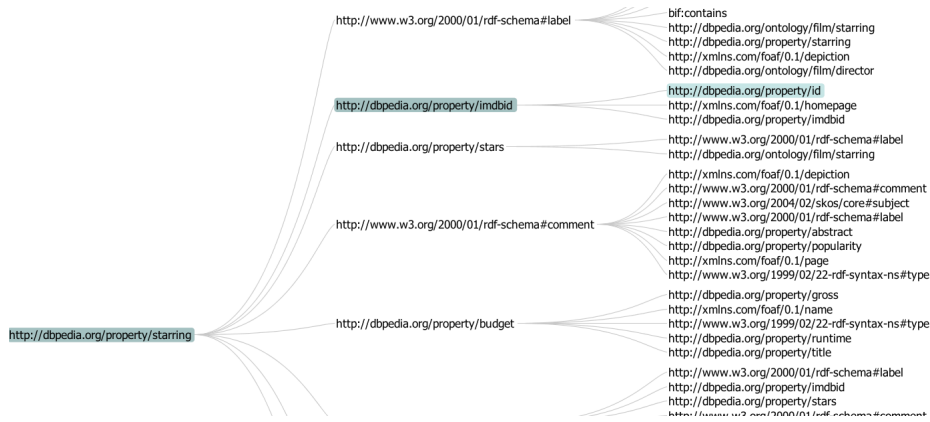 http://www.w3.org/2000/01/rdf-schema#label
bif:contains
http://dbpedia.org/ontology/film/starring
http://dbpedia.org/property/starring
http://xmlns.com/foaf/0.1/depiction
http://dbpedia.org/ontology/film/director
http://dbpedia.org/property/imdbid
http://dbpedia.org/property/id
http://xmlns.com/foaf/0.1/homepage
http://dbpedia.org/property/imdbid
http://dbpedia.org/property/stars
http://www.w3.org/2000/01/rdf-schema#label
http://dbpedia.org/ontology/film/starring
http://www.w3.org/2000/01/rdf-schema#comment
http://xmlns.com/foaf/0.1/depiction
http://www.w3.org/2000/01/rdf-schema#comment
http://www.w3.org/2004/02/skos/core#subject
http://www.w3.org/2000/01/rdf-schema#label
http://dbpedia.org/property/abstract
http://dbpedia.org/property/popularity
http://xmlns.com/foaf/0.1/page
http://www.w3.org/1999/02/22-rdf-syntax-ns#type
http://dbpedia.org/property/starring
http://dbpedia.org/property/budget
http://dbpedia.org/property/gross
http://xmlns.com/foaf/0.1/name
http://www.w3.org/1999/02/22-rdf-syntax-ns#type
http://dbpedia.org/property/runtime
http://dbpedia.org/property/title
http://www.w3.org/2000/01/rdf-schema#label
http://dbpedia.org/property/imdbid
http://dbpedia.org/property/stars
http://www.w3.org/2000/01/rdf-schema#comment